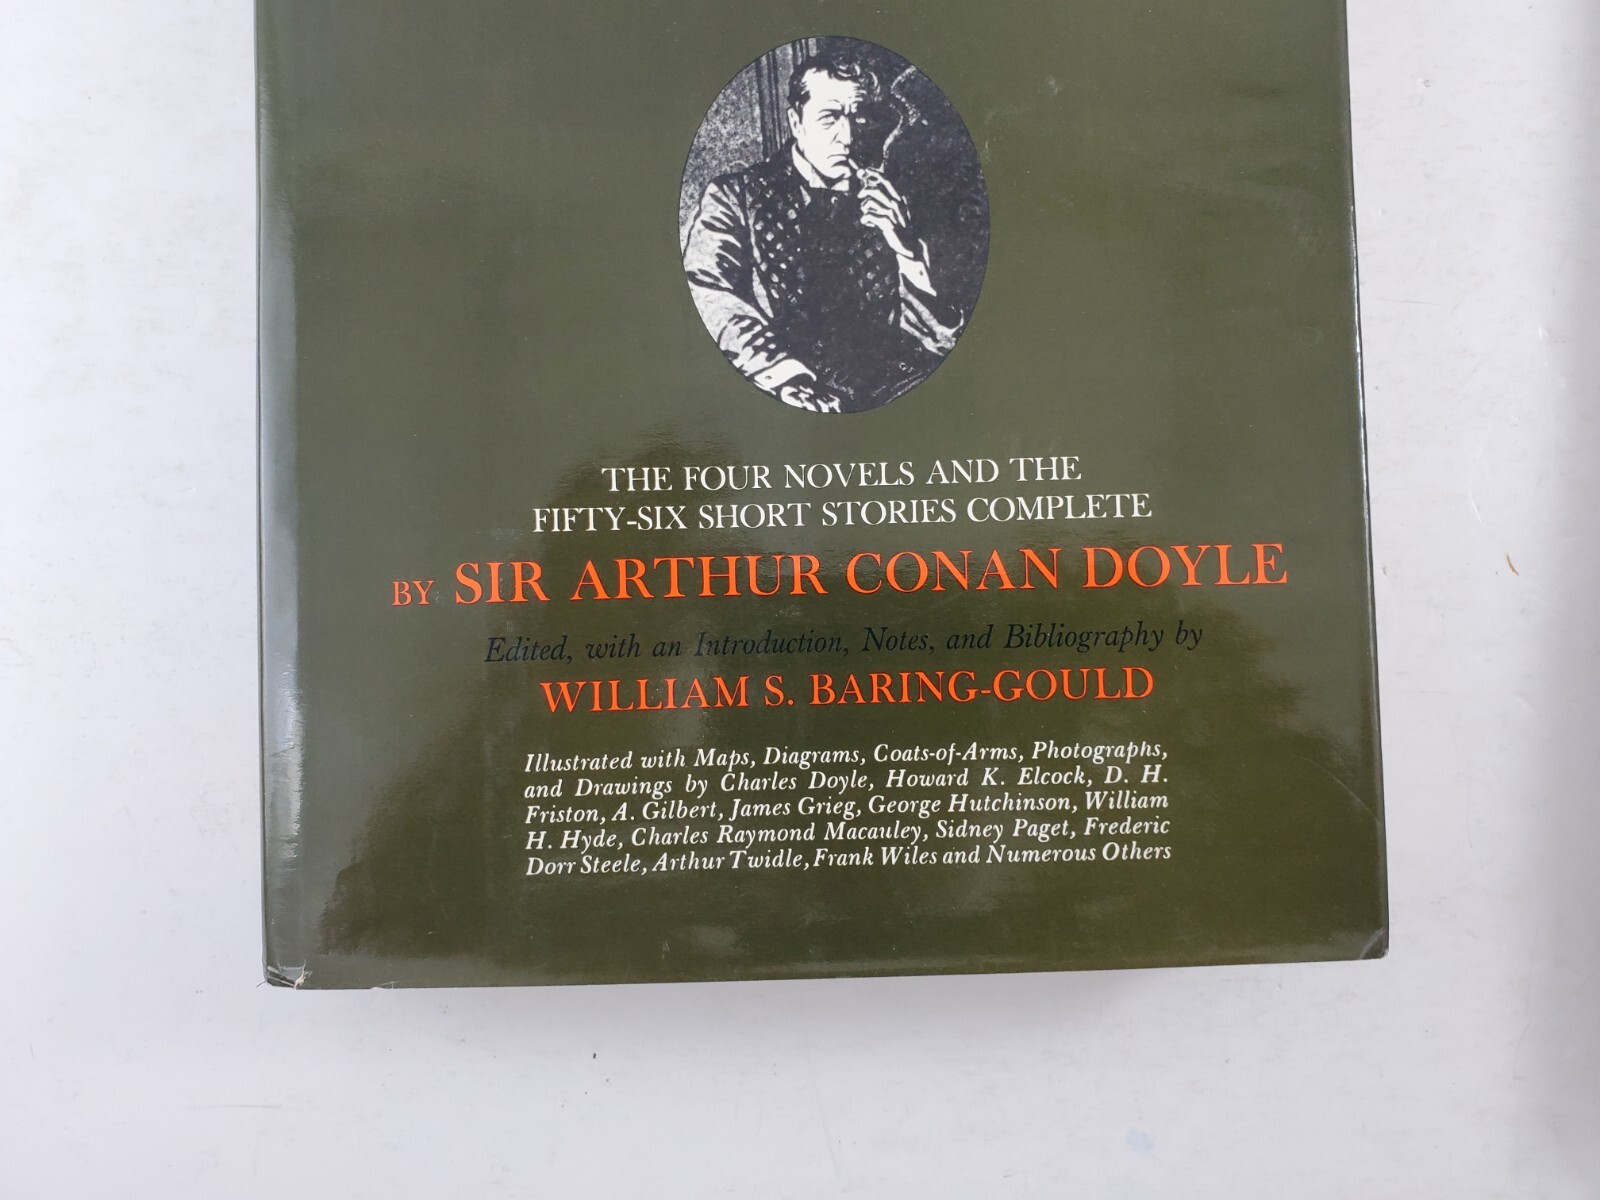 THE FOUR NOVELS AND THE
FIFTY-SIX SHORT STORIES COMPLETE
BY SIR ARTHUR CONAN DOYLE
Edited, with an Introduction, Notes, and Bibliography by
WILLIAM S. BARING-GOULD
Illustrated with Maps, Diagrams, Coats-of-Arms, Photographs,
and Drawings by Charles Doyle, Howard K. Elcock, D. H.
Friston, A. Gilbert, James Grieg, George Hutchinson, William
H. Hyde, Charles Raymond Macauley, Sidney Paget, Frederic
Dorr Steele, Arthur Twidle, Frank Wiles and Numerous Others